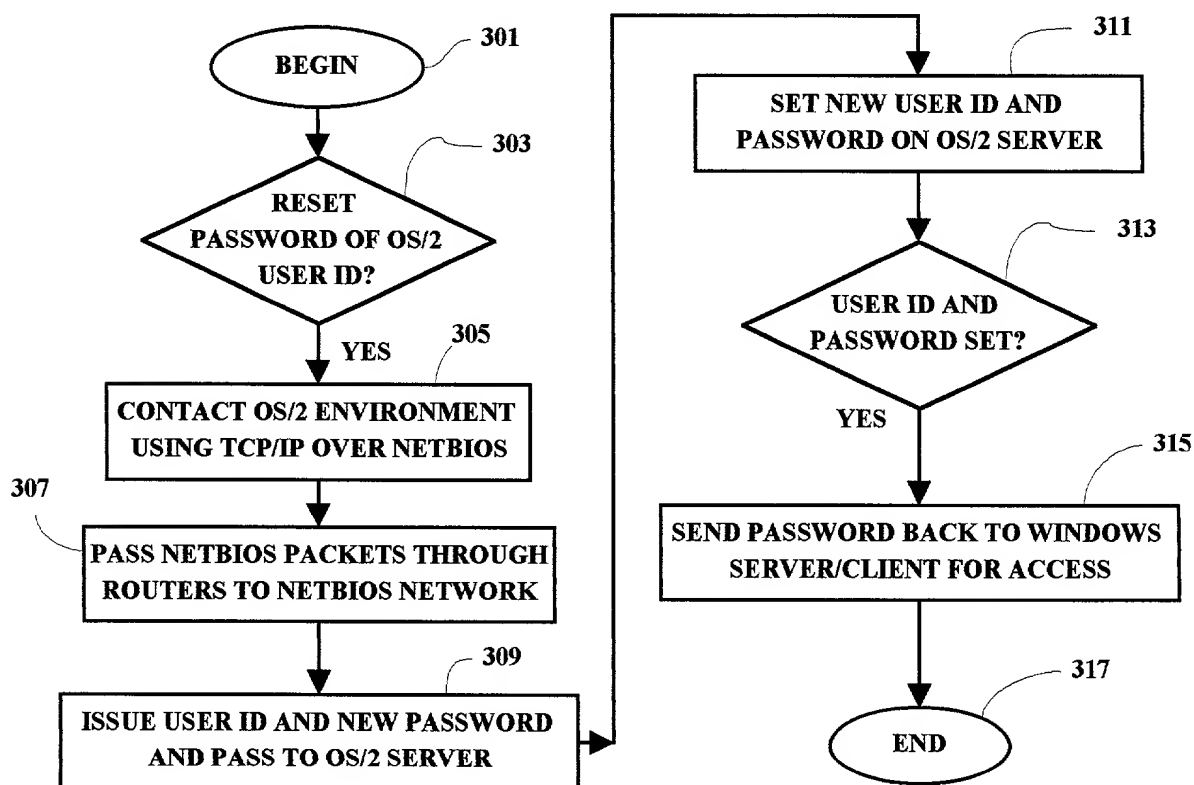 301
BEGIN
303
RESET
PASSWORD OF OS/2
USER ID?
YES
305
CONTACT OS/2 ENVIRONMENT
USING TCP/IP OVER NETBIOS
307
PASS NETBIOS PACKETS THROUGH
ROUTERS TO NETBIOS NETWORK
309
ISSUE USER ID AND NEW PASSWORD
AND PASS TO OS/2 SERVER
311
SET NEW USER ID AND
PASSWORD ON OS/2 SERVER
313
USER ID AND
PASSWORD SET?
YES
315
SEND PASSWORD BACK TO WINDOWS
SERVER/CLIENT FOR ACCESS
317
END